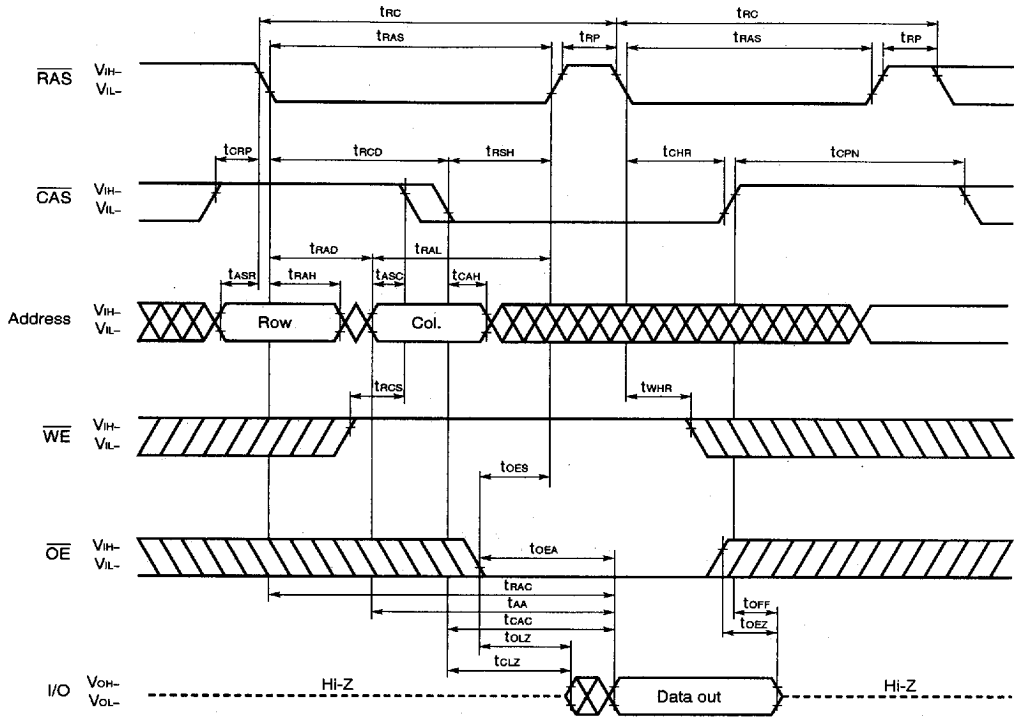 tRC tRC
tRAS tRP tRAS tRP
RAS VIH– VIL–
tCRP tRCD tRSH tCHR tCPN
CAS VIH– VIL–
tRAD tRAL
tASR tRAH tASC tCAH
Address VIH– VIL– Row Col.
tRCS tWHR
WE VIH– VIL–
tOES
OE VIH– VIL–
tOEA
tRAC
tAA
tOFF
tCAC
tOEZ
tOLZ
tCLZ
I/O VOH– VOL– Hi-Z Data out Hi-Z